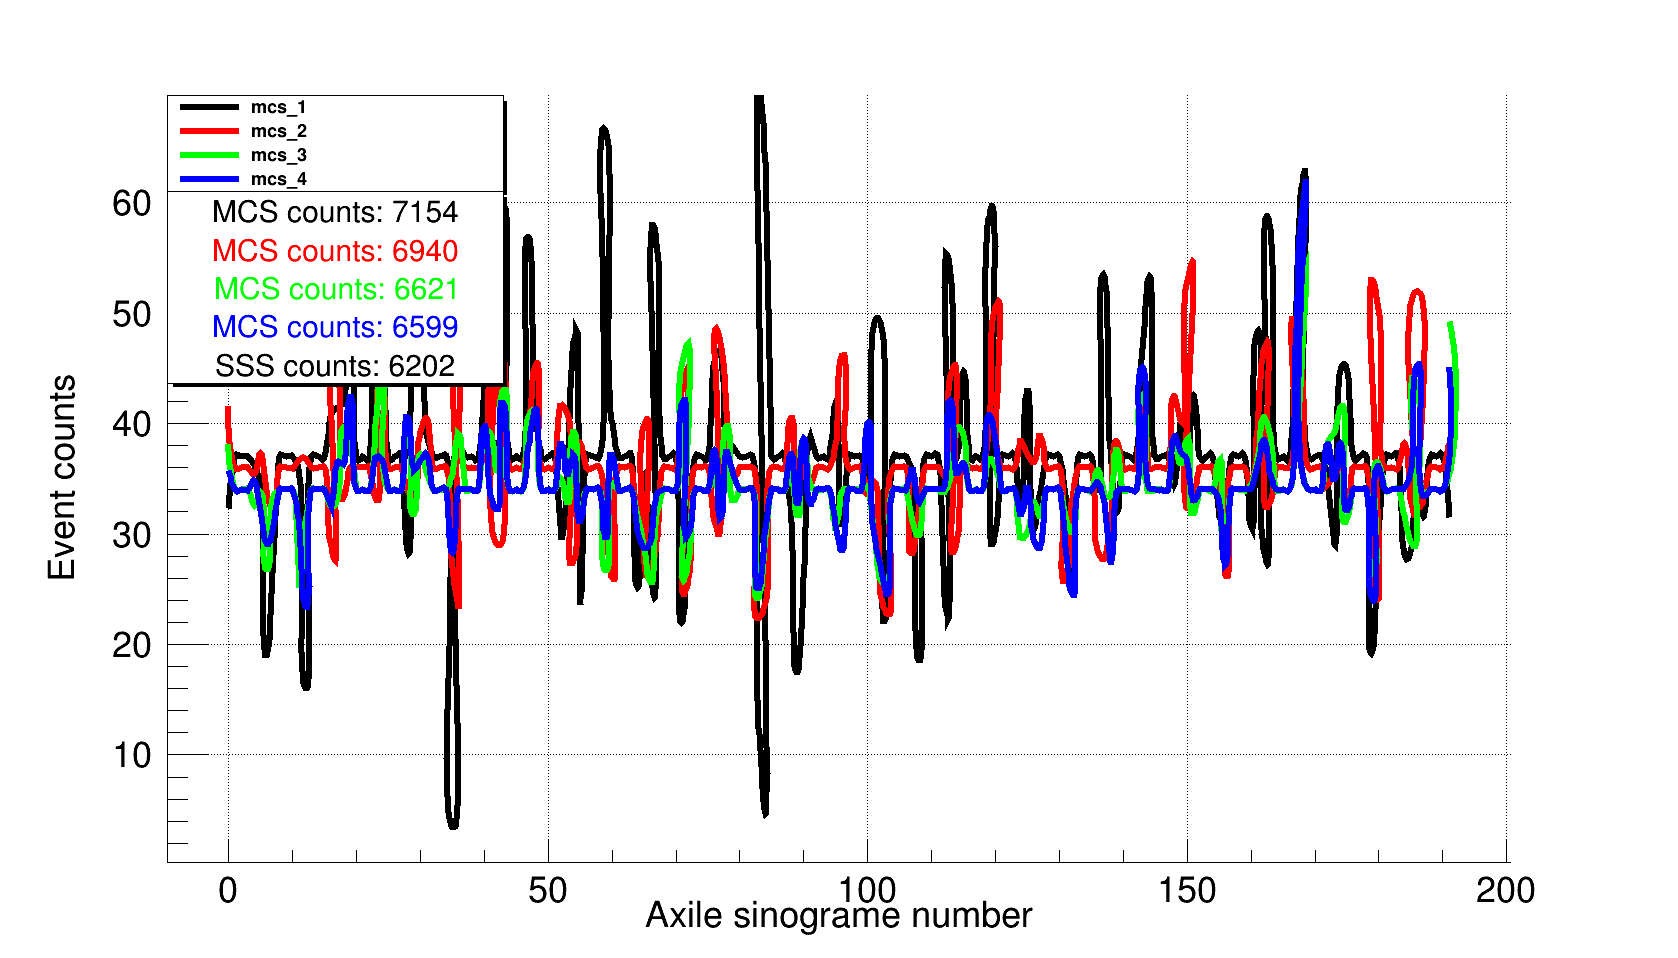 mcs_1
mcs_2
mcs_3
mcs_4
MCS counts: 7154
MCS counts: 6940
MCS counts: 6621
MCS counts: 6599
SSS counts: 6202
Event counts
60
50
40
30
20
10
0 50 100 150 200
Axile sinograme number